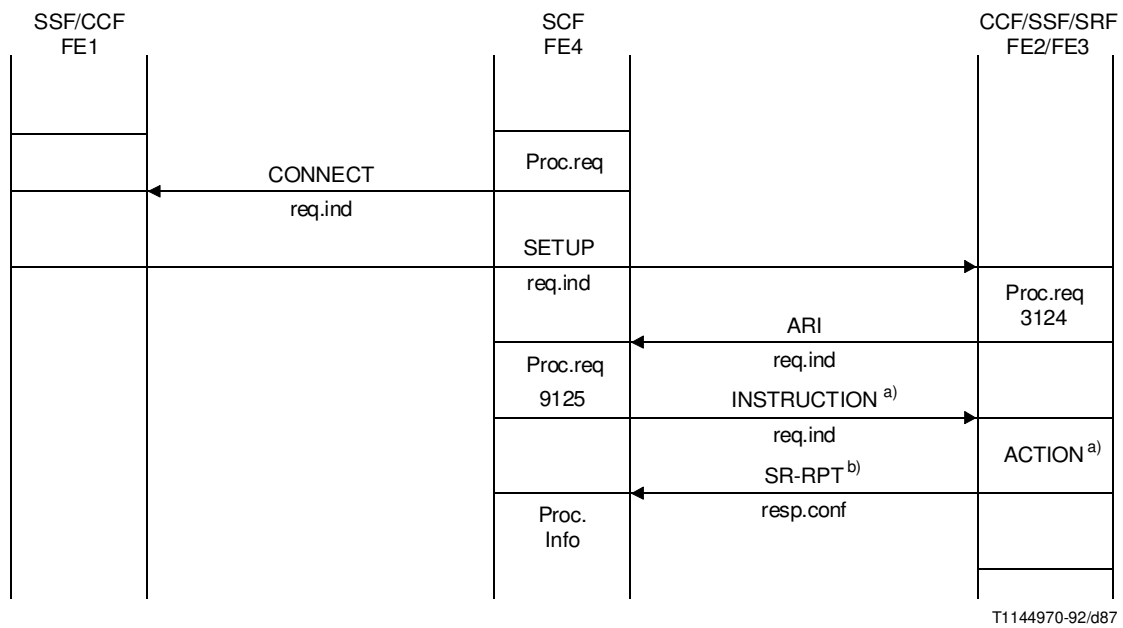 SSF/CCF
FE1
SCF
FE4
CCF/SSF/SRF
FE2/FE3
Proc.req
CONNECT
req.ind
SETUP
req.ind
Proc.req
3124
ARI
req.ind
Proc.req
9125
INSTRUCTION a)
req.ind
ACTION a)
SR-RPT b)
resp.conf
Proc.
Info
T1144970-92/d87